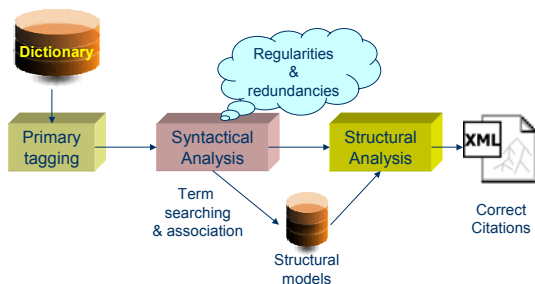 Dictionary
Regularities
&
redundancies
Primary
tagging
Syntactical
Analysis
Structural
Analysis
XML
Term
searching
& association
Structural
models
Correct
Citations